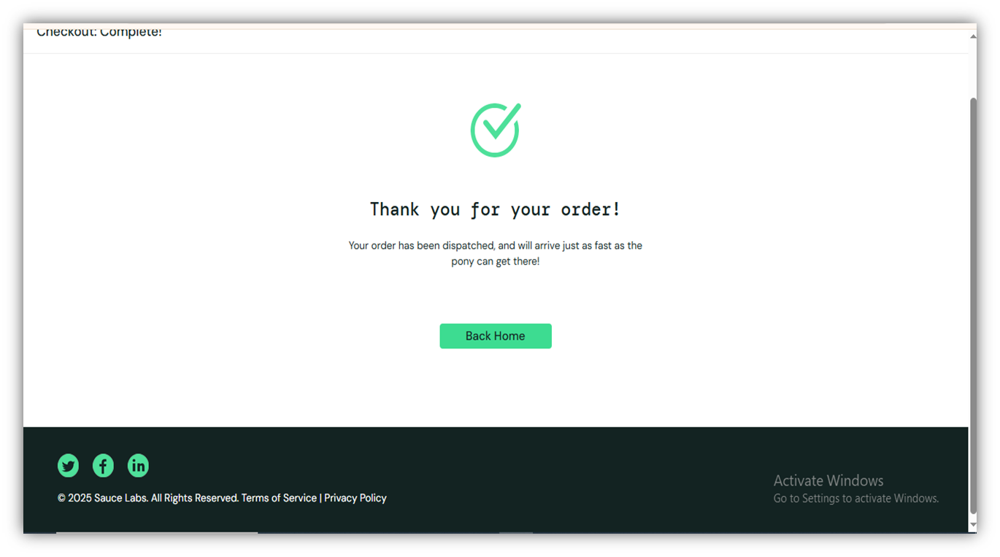 Checkout: Complete!
Thank you for your order!
Your order has been dispatched, and will arrive just as fast as the
pony can get there!
Back Home
© 2025 Sauce Labs. All Rights Reserved. Terms of Service | Privacy Policy
Activate Windows
Go to Settings to activate Windows.